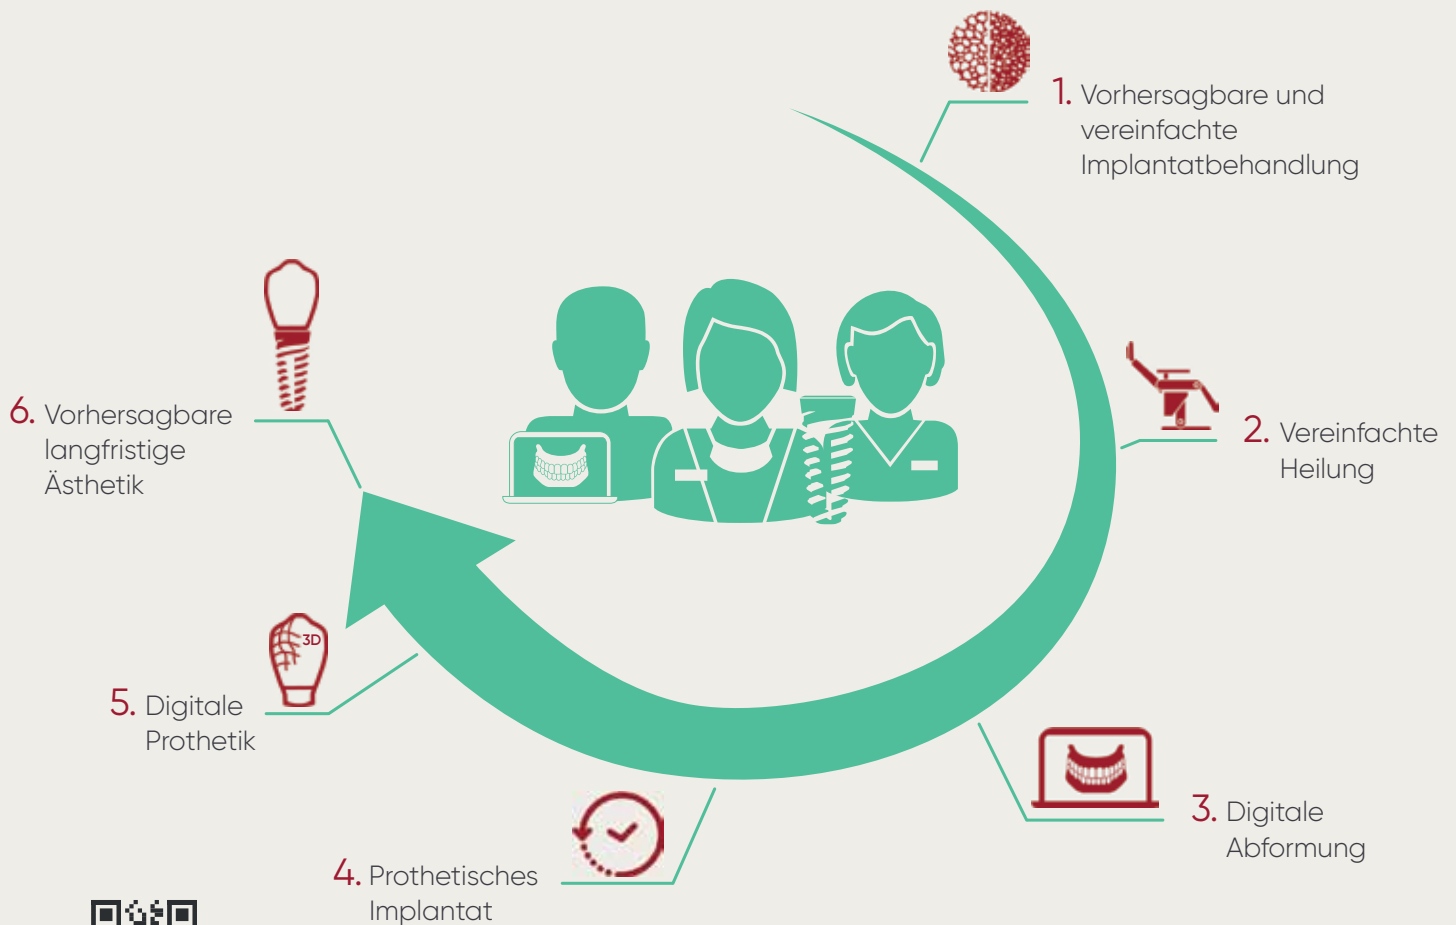 1. Vorhersagbare und
vereinfachte
Implantatbehandlung
2. Vereinfachte
Heilung
3. Digitale
Abformung
4. Prothetisches
Implantat
5. Digitale
Prothetik
3D
6. Vorhersagbare
langfristige
Ästhetik